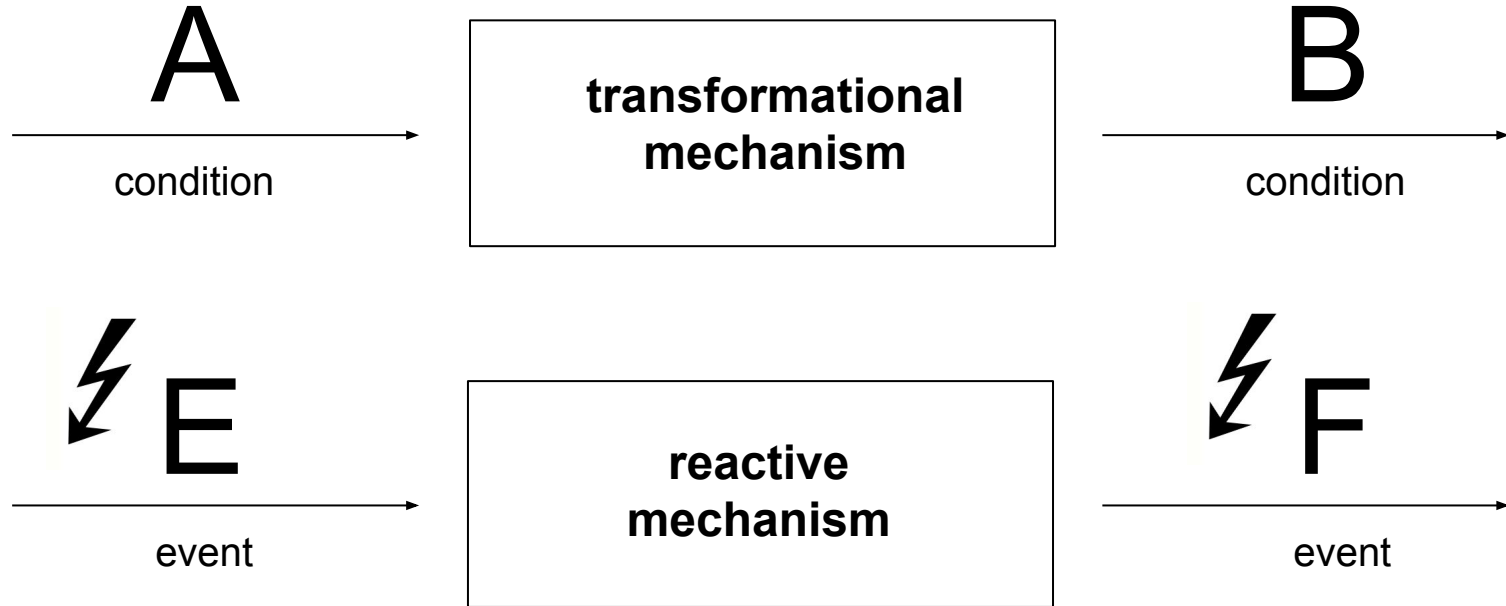 A
condition
transformational
mechanism
B
condition
E
event
reactive
mechanism
F
event